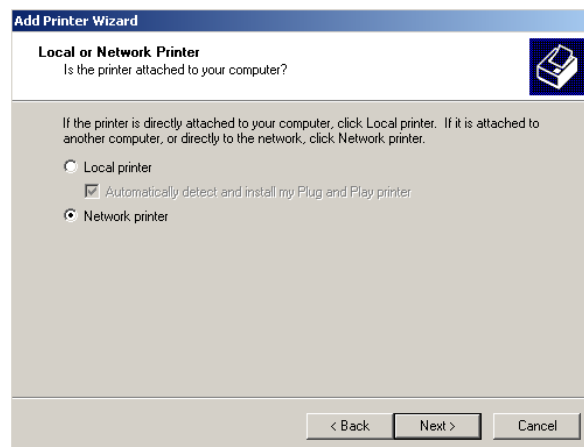 Add Printer Wizard
Local or Network Printer
Is the printer attached to your computer?
If the printer is directly attached to your computer, click Local printer. If it is attached to
another computer, or directly to the network, click Network printer.
Local printer
Automatically detect and install my Plug and Play printer
Network printer
< Back
Next >
Cancel